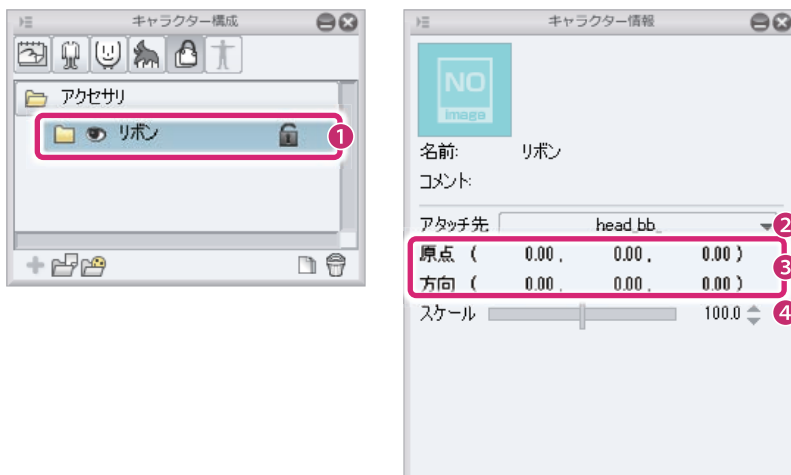 キャラクター構成
アクセサリ
リボン
1
キャラクター情報
NO
image
名前: リボン
コメント:
アタッチ先 head_bb_
2
原点 ( 0.00 , 0.00 , 0.00 )
方向 ( 0.00 , 0.00 , 0.00 )
3
スケール 100.0
4